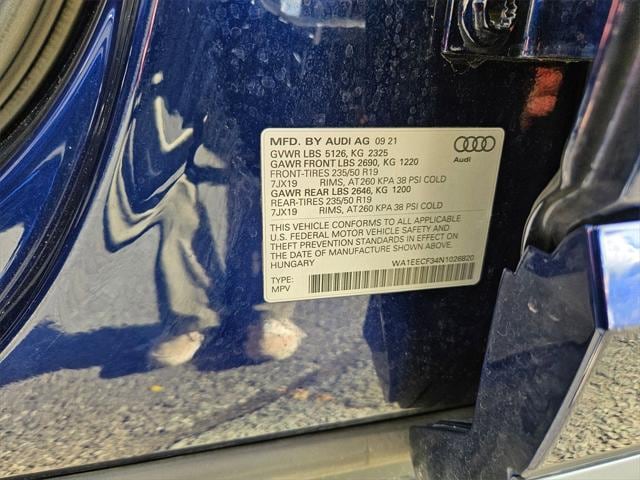 MFD. BY AUDI AG 09 21
GVWR LBS 5126, KG 2325
GAWR FRONT LBS 2690, KG 1220
FRONT-TIRES 235/50 R19
7JX19 RIMS, AT 260 KPA 38 PSI COLD
GAWR REAR LBS 2646, KG 1200
REAR-TIRES 235/50 R19
7JX19 RIMS, AT 260 KPA 38 PSI COLD
Audi
THIS VEHICLE CONFORMS TO ALL APPLICABLE
U.S. FEDERAL MOTOR VEHICLE SAFETY AND
THEFT PREVENTION STANDARDS IN EFFECT ON
THE DATE OF MANUFACTURE SHOWN ABOVE.
HUNGARY
WA1EECF34N1026820
TYPE:
MPV